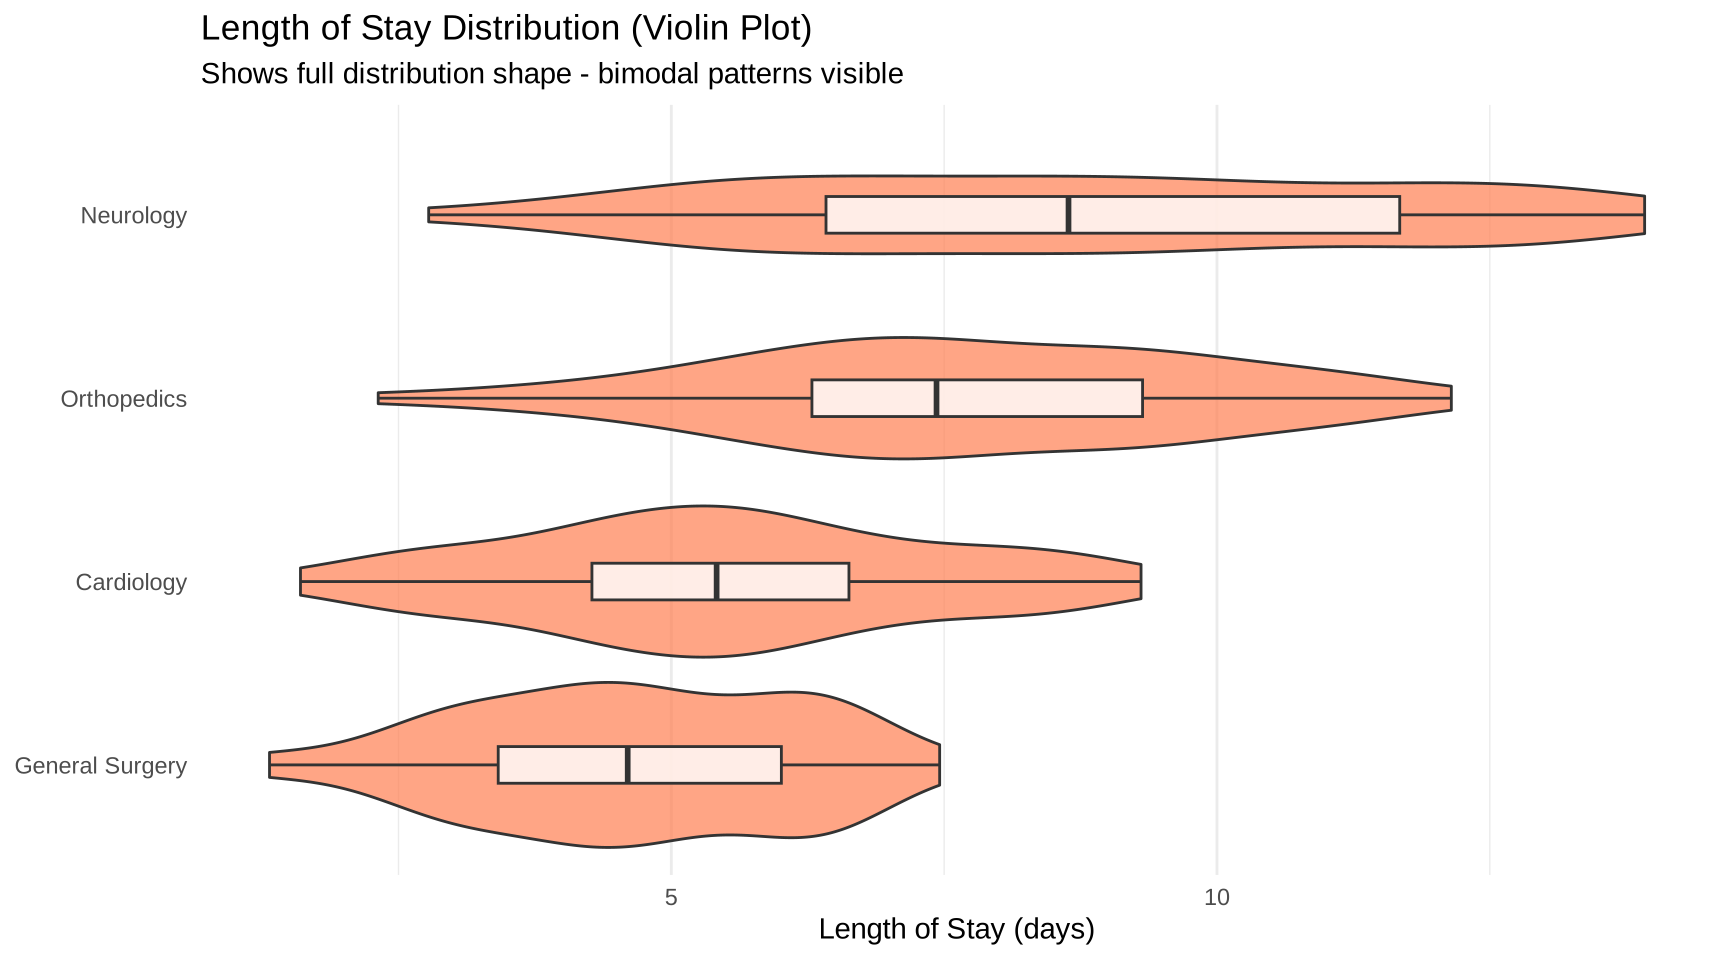 Length of Stay Distribution (Violin Plot)
Shows full distribution shape - bimodal patterns visible
Neurology
Orthopedics
Cardiology
General Surgery
5
10
Length of Stay (days)